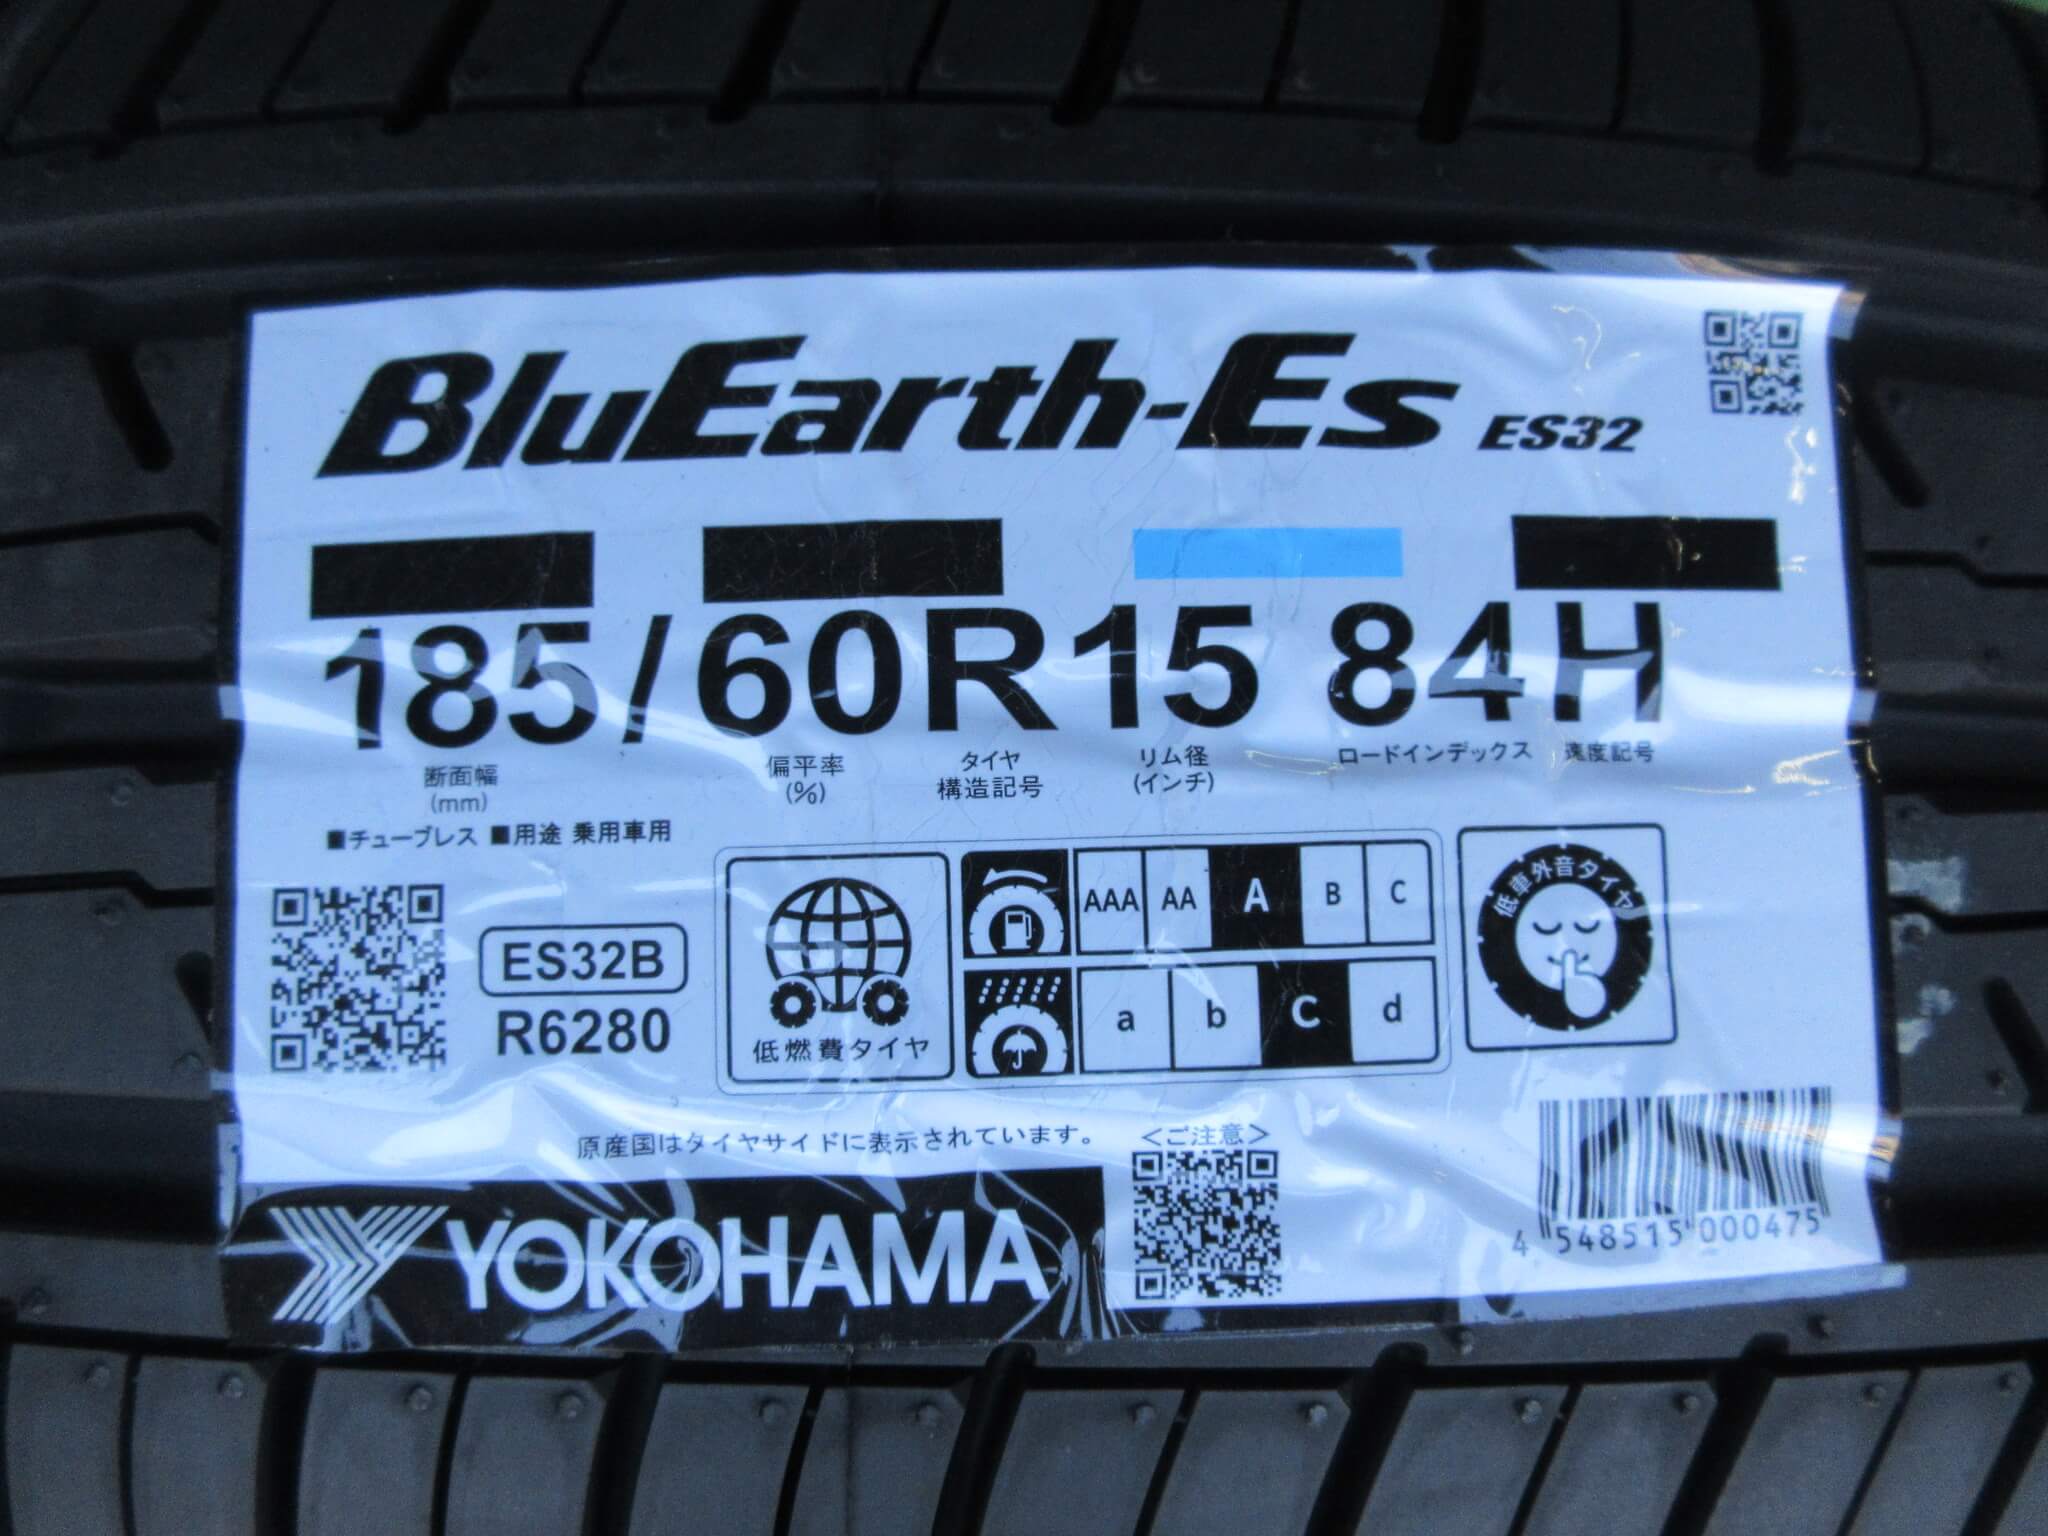 BluEarth-Es ES32
185/60R15 84H
断面幅
(mm)
偏平率
(%)
タイヤ
構造記号
リム径
(インチ)
ロードインデックス
速度記号
■チューブレス ■用途 乗用車用
ES32B
R6280
低燃費タイヤ
AAA AA A B C
a b c d
低車外音タイヤ
原産国はタイヤサイドに表示されています。
<ご注意>
YOKOHAMA
4 548515 000475